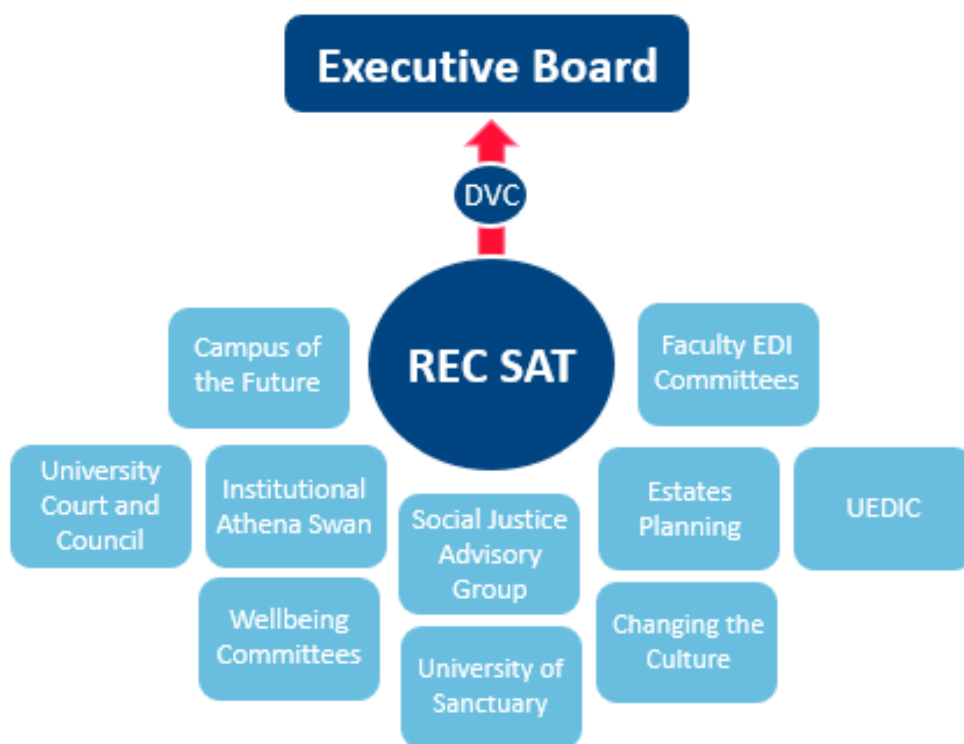 Executive Board
DVC
REC SAT
Campus of
the Future
Faculty EDI
Committees
University
Court and
Council
Institutional
Athena Swan
Social Justice
Advisory
Group
Estates
Planning
UEDIC
Wellbeing
Committees
University of
Sanctuary
Changing the
Culture